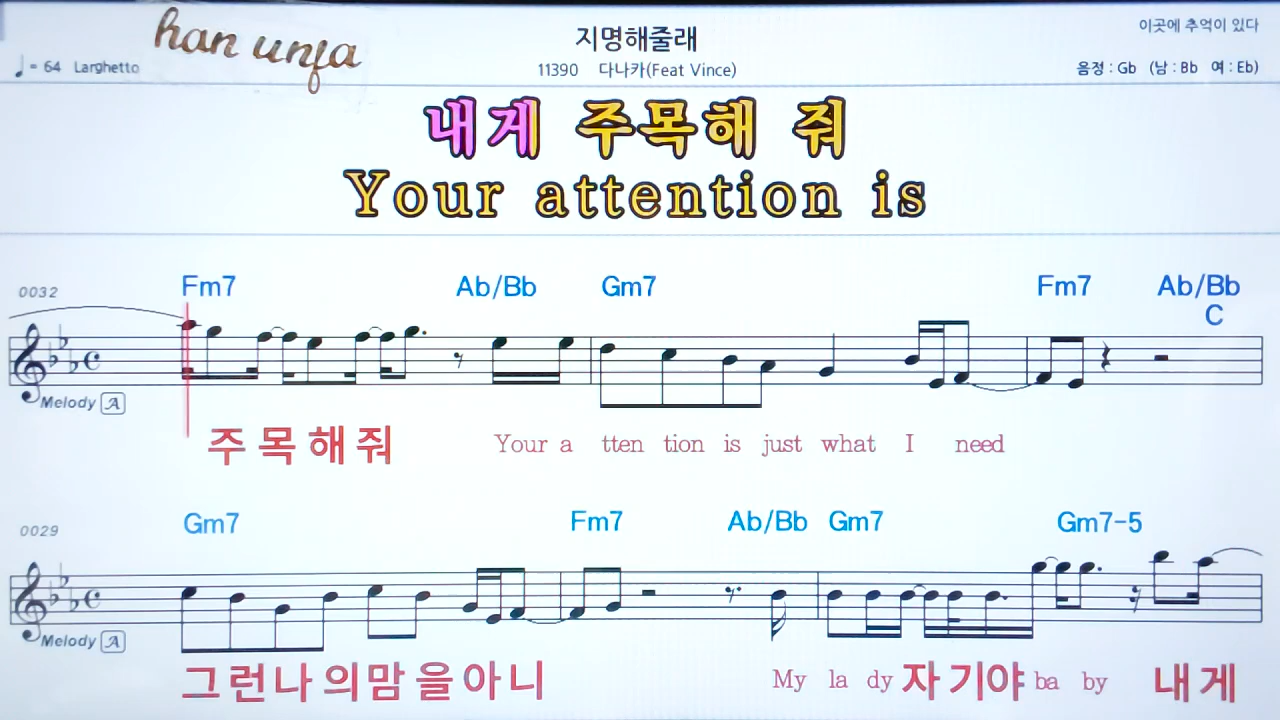 han unja
지명해줄래
이곳에 추억이 있다
♩= 64 Larghetto
11390 다나카(Feat Vince)
음정 : Gb (남 : Bb 여 : Eb)
내게 주목해 줘
Your attention is
0032 Fm7 Ab/Bb Gm7 Fm7 Ab/Bb
C
Melody A
주 목 해 줘 Your a tten tion is just what I need
0029 Gm7 Fm7 Ab/Bb Gm7 Gm7-5
Melody A
그런나 의맘 을아니 My la dy 자 기야 ba by 내 게